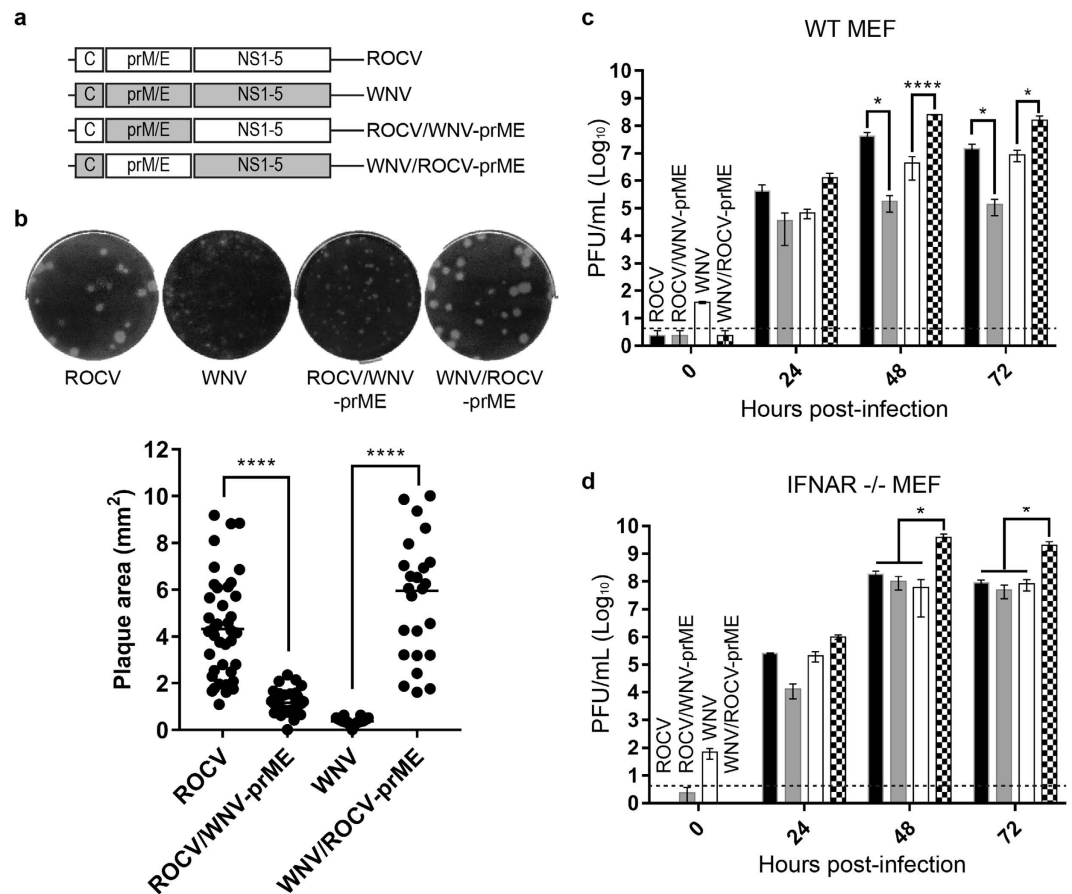 a
C prM/E NS1-5 ROCV
C prM/E NS1-5 WNV
C prM/E NS1-5 ROCV/WNV-prME
C prM/E NS1-5 WNV/ROCV-prME
b
ROCV
WNV
ROCV/WNV
-prME
WNV/ROCV
-prME
Plaque area (mm²)
12
10
8
6
4
2
0
****
****
ROCV
ROCV/WNV-prME
WNV
WNV/ROCV-prME
c
WT MEF
PFU/mL (Log₁₀)
10
9
8
7
6
5
4
3
2
1
0
ROCV
ROCV/WNV-prME
WNV
WNV/ROCV-prME
*
****
*
*
0
24
48
72
Hours post-infection
d
IFNAR -/- MEF
PFU/mL (Log₁₀)
10
9
8
7
6
5
4
3
2
1
0
ROCV
ROCV/WNV-prME
WNV
WNV/ROCV-prME
*
*
0
24
48
72
Hours post-infection